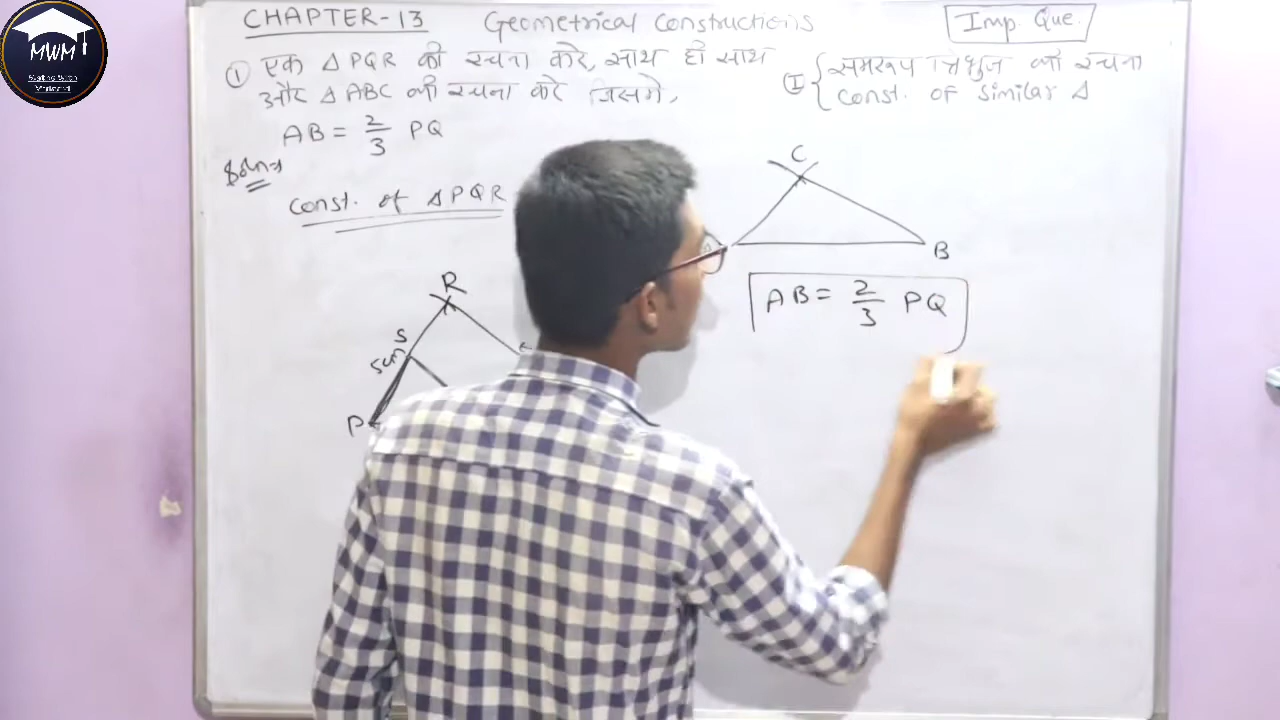 CHAPTER-13 Geometrical Constructions
Imp. Que.
① एक △PQR की रचना करे, साथ ही साथ
और △ABC की रचना करे जिसमे,
AB = 2/3 PQ
Soln→
Const. of △PQR
Ⓘ { समरूप त्रिभुज की रचना
Const. of Similar △
R
S
5cm
P
C
B
AB = 2/3 PQ
MWM